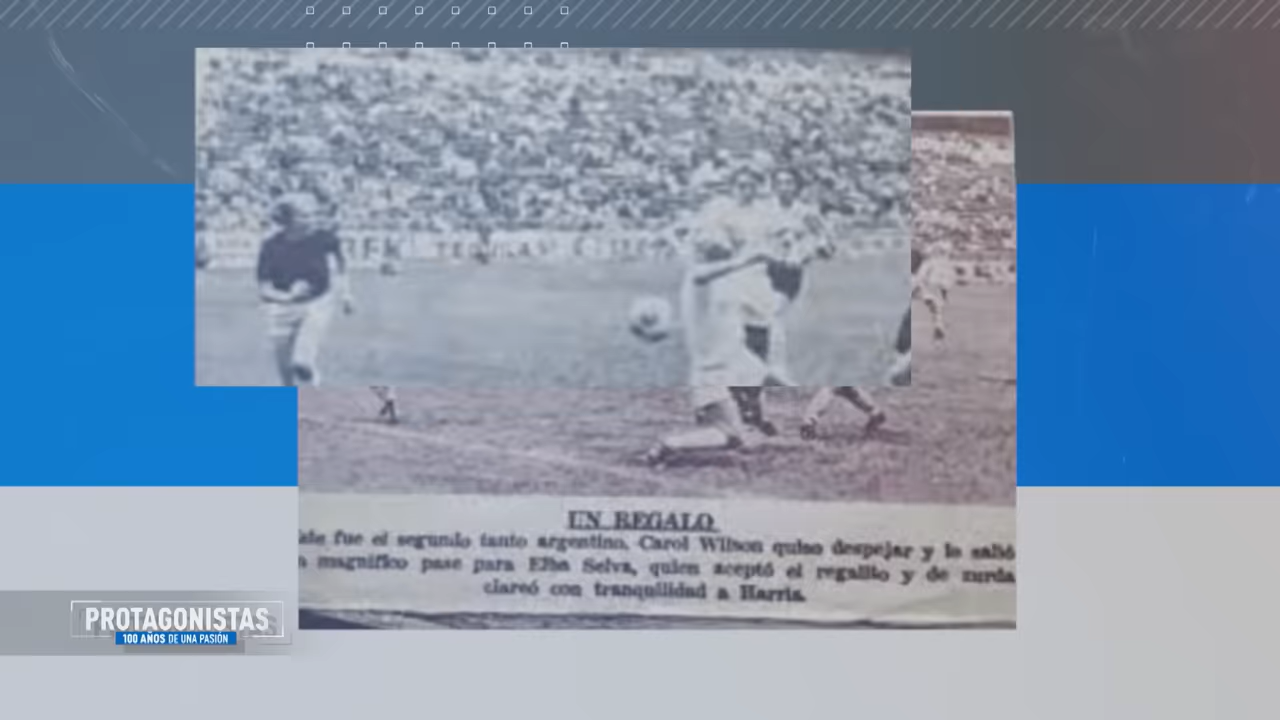 UN REGALO
fue el segundo tanto argentino. Carol Wilson quiso despejar y le salió
magnífico pase para Elba Selva, quien aceptó el regalito y de zurda
clareó con tranquilidad a Harris.
PROTAGONISTAS
100 AÑOS DE UNA PASIÓN